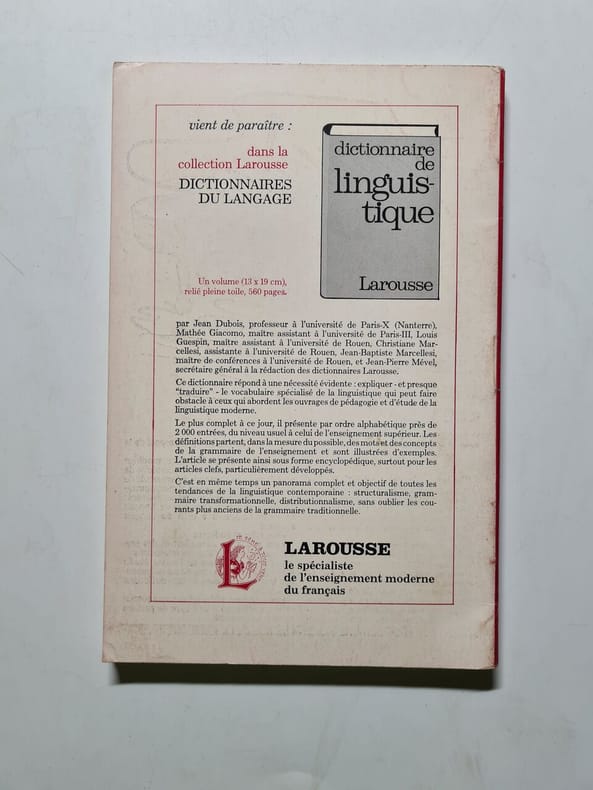 vient de paraître :
dans la
collection Larousse
DICTIONNAIRES
DU LANGAGE
Un volume (13 x 19 cm),
relié pleine toile, 560 pages.
dictionnaire
de
linguis-
tique
Larousse
par Jean Dubois, professeur à l'université de Paris-X (Nanterre),
Mathée Giacomo, maître assistant à l'université de Paris-III, Louis
Guespin, maître assistant à l'université de Rouen, Christiane Mar-
cellesi, assistante à l'université de Rouen, Jean-Baptiste Marcellesi,
maître de conférences à l'université de Rouen, et Jean-Pierre Mével,
secrétaire général à la rédaction des dictionnaires Larousse.
Ce dictionnaire répond à une nécessité évidente : expliquer - et presque
"traduire" - le vocabulaire spécialisé de la linguistique qui peut faire
obstacle à ceux qui abordent les ouvrages de pédagogie et d'étude de la
linguistique moderne.
Le plus complet à ce jour, il présente par ordre alphabétique près de
2 000 entrées, du niveau usuel à celui de l'enseignement supérieur. Les
définitions partent, dans la mesure du possible, des mots et des concepts
de la grammaire de l'enseignement et sont illustrées d'exemples.
L'article se présente ainsi sous forme encyclopédique, surtout pour les
articles clefs, particulièrement développés.
C'est en même temps un panorama complet et objectif de toutes les
tendances de la linguistique contemporaine : structuralisme, gram-
maire transformationnelle, distributionnalisme, sans oublier les cou-
rants plus anciens de la grammaire traditionnelle.
LAROUSSE
le spécialiste
de l'enseignement moderne
du français